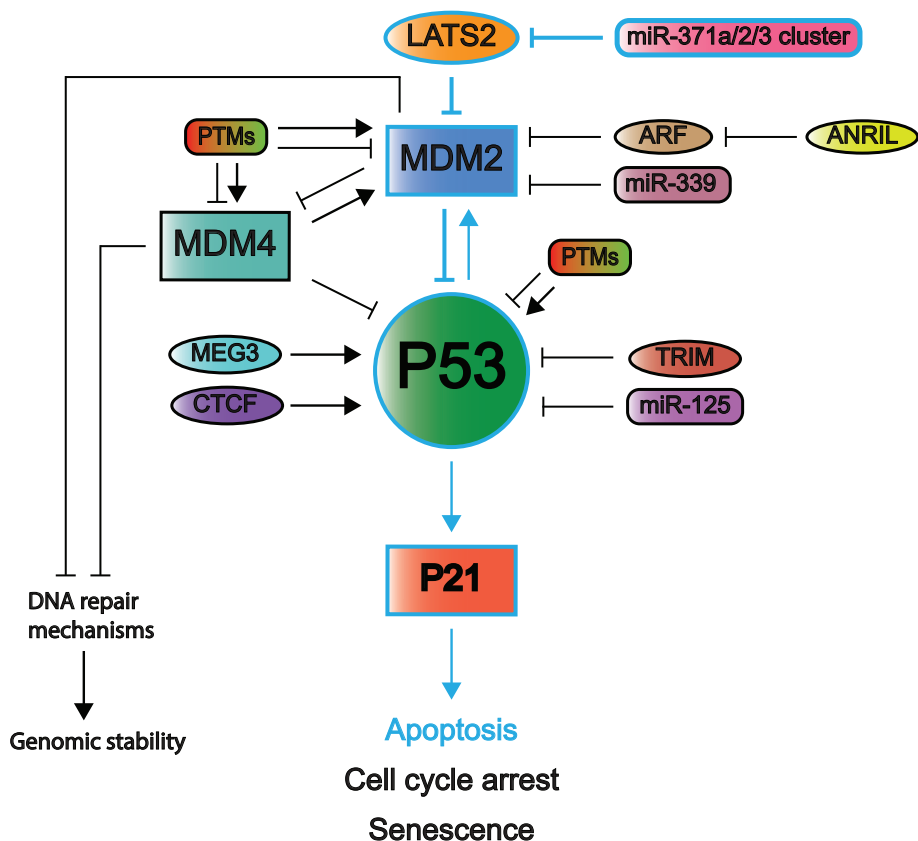 LATS2
miR-371a/2/3 cluster
PTMs
MDM2
ARF
ANRIL
miR-339
MDM4
PTMs
MEG3
P53
TRIM
CTCF
miR-125
P21
DNA repair
mechanisms
Genomic stability
Apoptosis
Cell cycle arrest
Senescence